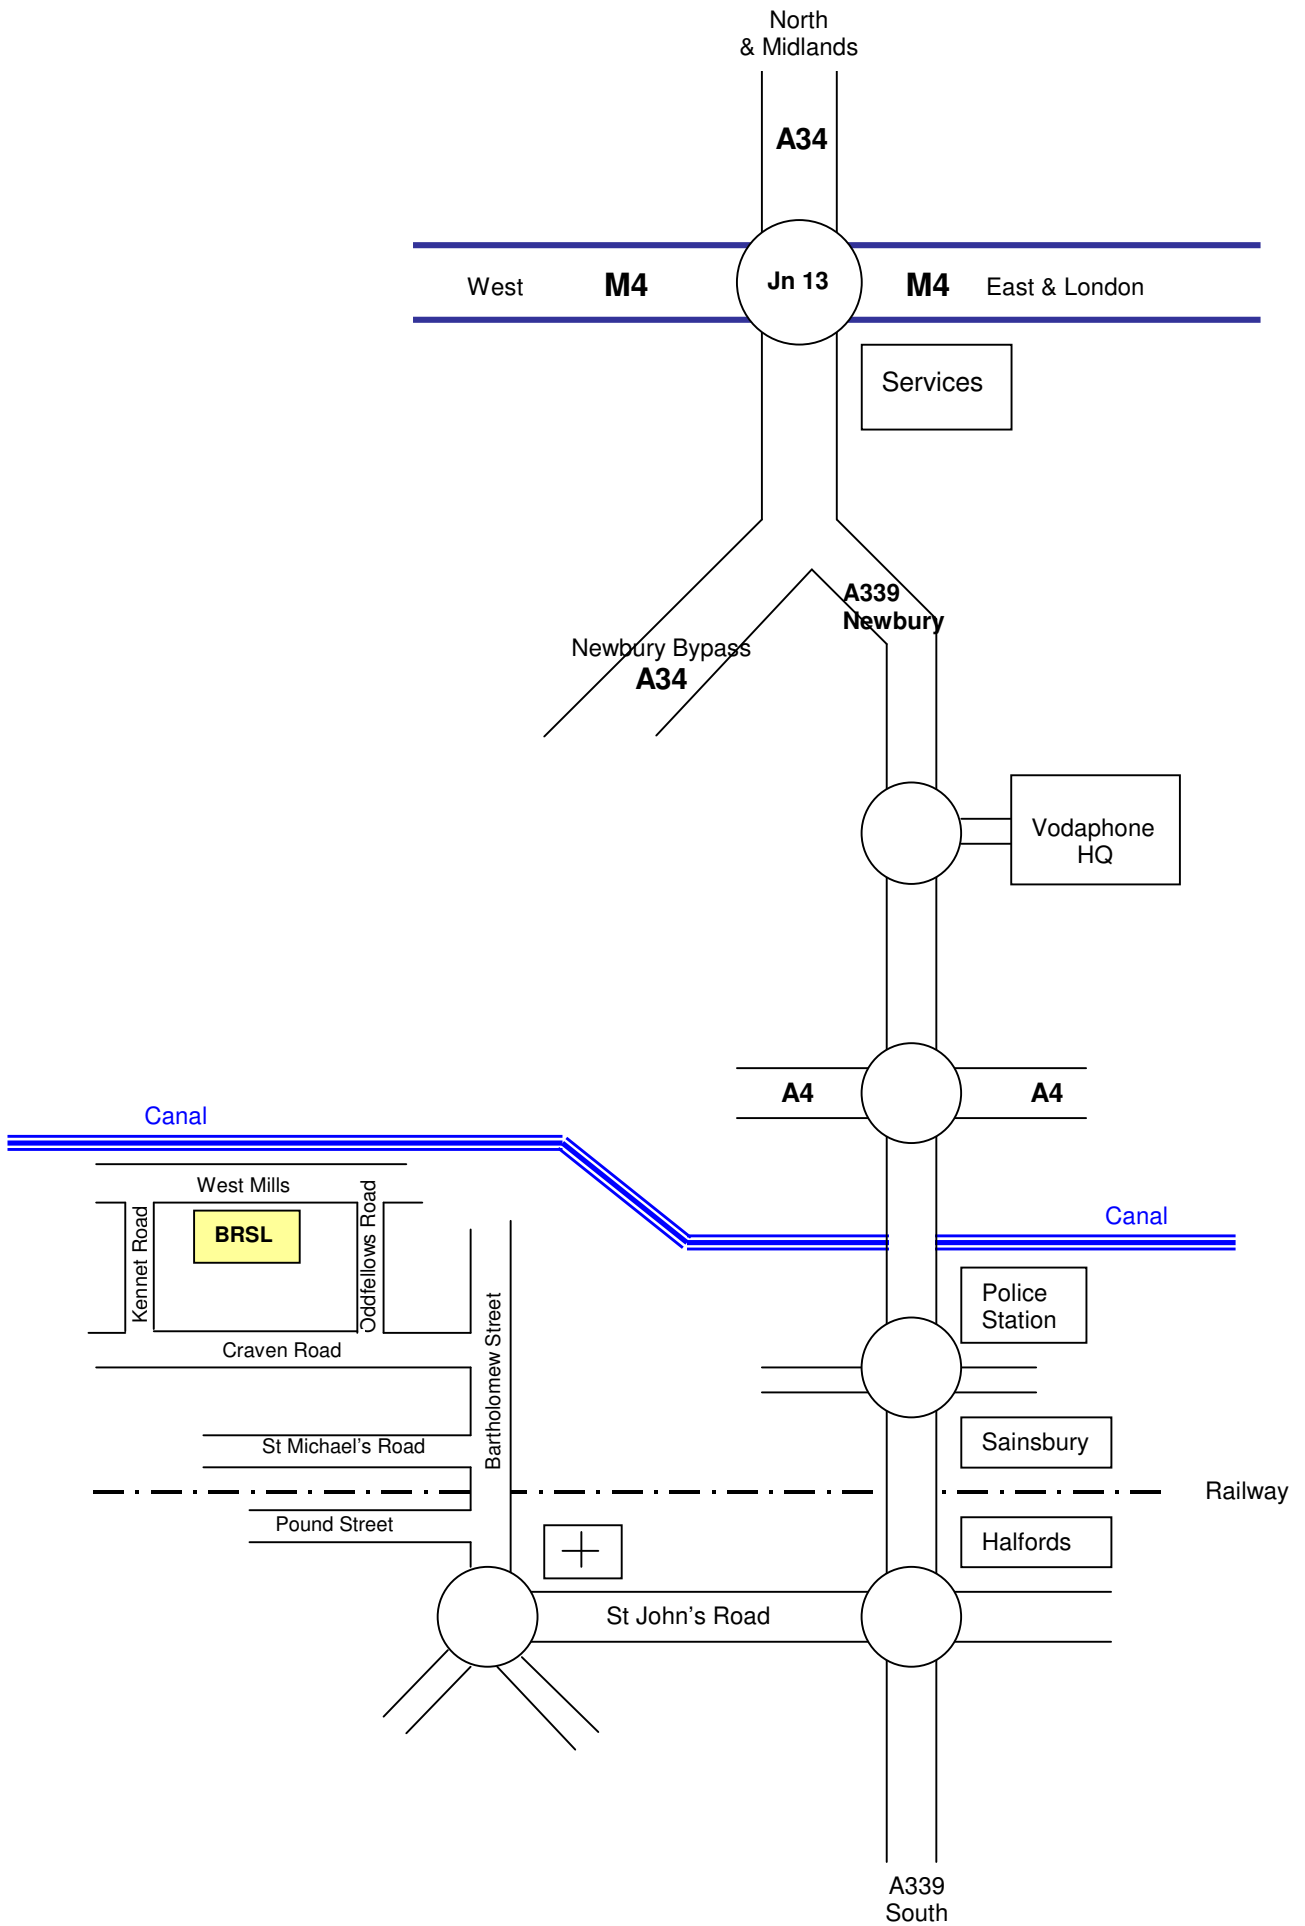 North
& Midlands
A34
West
M4
Jn 13
M4
East & London
Services
A339
Newbury
Newbury Bypass
A34
Vodaphone
HQ
A4
A4
Canal
West Mills
Oddfellows Road
Kennet Road
BRSL
Canal
Police
Station
Bartholomew Street
Craven Road
St Michael's Road
Sainsbury
Railway
Pound Street
Halfords
St John's Road
A339
South